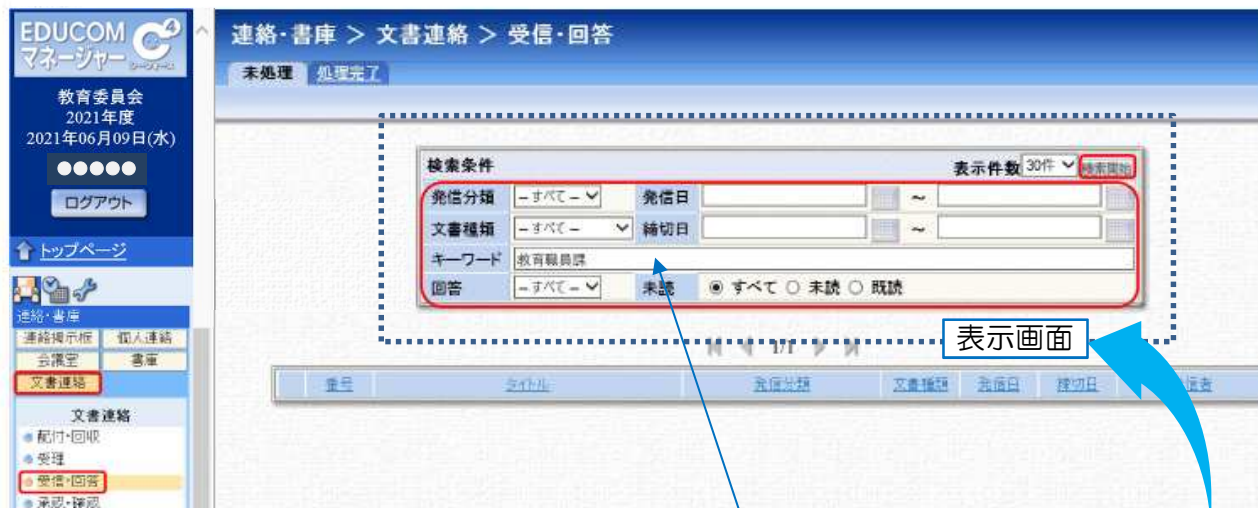 EDUCOM
マネージャー C4
教育委員会
2021年度
2021年06月09日(水)
●●●●●
ログアウト
トップページ
連絡・書庫
連絡掲示板 個人連絡
会議室 書庫
文書連絡
文書連絡
配付・回収
受理
受信・回答
承認・確認
連絡・書庫 > 文書連絡 > 受信・回答
未処理 処理完了
検索条件 表示件数 30件 検索開始
発信分類 －すべて－ 発信日 ～
文書種類 －すべて－ 締切日 ～
キーワード 教育職員課
回答 －すべて－ 未読 すべて 未読 既読
1/1
表示画面
番号 タイトル 発信分類 文書種類 発信日 締切日 信者